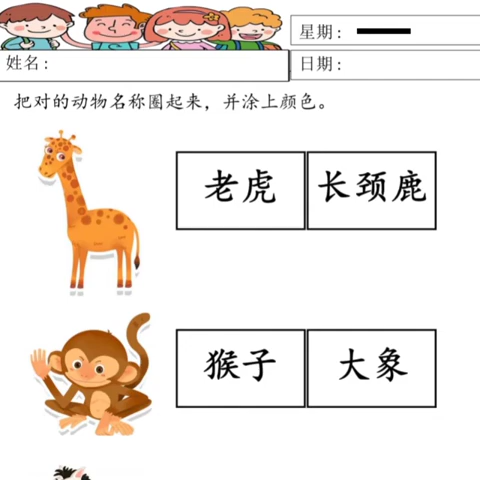 星期：
姓名：
日期：
把对的动物名称圈起来，并涂上颜色。
老虎 长颈鹿
猴子 大象